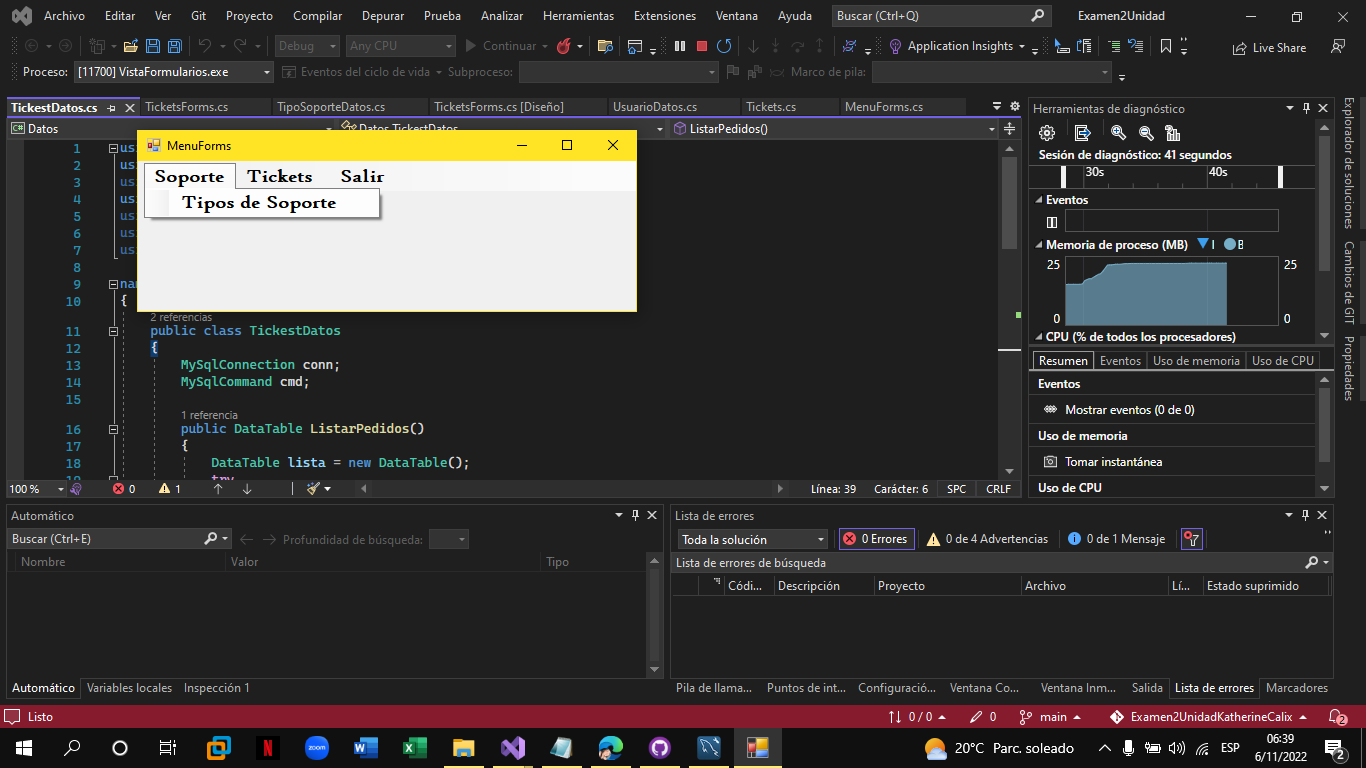 Archivo Editar Ver Git Proyecto Compilar Depurar Prueba Analizar Herramientas Extensiones Ventana Ayuda Buscar (Ctrl+Q) Examen2Unidad
Debug Any CPU Continuar Application Insights Live Share
Proceso: [11700] VistaFormularios.exe Eventos del ciclo de vida Subproceso: Marco de pila:
TickestDatos.cs TicketsForms.cs TipoSoporteDatos.cs TicketsForms.cs [Diseño] UsuarioDatos.cs Tickets.cs MenuForms.cs
Datos Datos.TickestDatos ListarPedidos()
MenuForms
Soporte Tickets Salir
Tipos de Soporte
1 us
2 us
3 us
4 us
5 us
6 us
7 us
8
9 nam
10 {
2 referencias
11 public class TickestDatos
12 {
13 MySqlConnection conn;
14 MySqlCommand cmd;
15
1 referencia
16 public DataTable ListarPedidos()
17 {
18 DataTable lista = new DataTable();
19 try
100 % 0 1 Línea: 39 Carácter: 6 SPC CRLF
Herramientas de diagnóstico
Sesión de diagnóstico: 41 segundos
30s 40s
Eventos
Memoria de proceso (MB) I B
25 25
0 0
CPU (% de todos los procesadores)
Resumen Eventos Uso de memoria Uso de CPU
Eventos
Mostrar eventos (0 de 0)
Uso de memoria
Tomar instantánea
Uso de CPU
Explorador de soluciones
Cambios de GIT
Propiedades
Automático
Buscar (Ctrl+E) Profundidad de búsqueda:
Nombre Valor Tipo
Automático Variables locales Inspección 1
Lista de errores
Toda la solución 0 Errores 0 de 4 Advertencias 0 de 1 Mensaje
Lista de errores de búsqueda
Códi... Descripción Proyecto Archivo Lí... Estado suprimido
Pila de llama... Puntos de int... Configuració... Ventana Co... Ventana Inm... Salida Lista de errores Marcadores
Listo 0 / 0 0 main Examen2UnidadKatherineCalix 2
zoom 20°C Parc. soleado ESP 06:39
6/11/2022 2